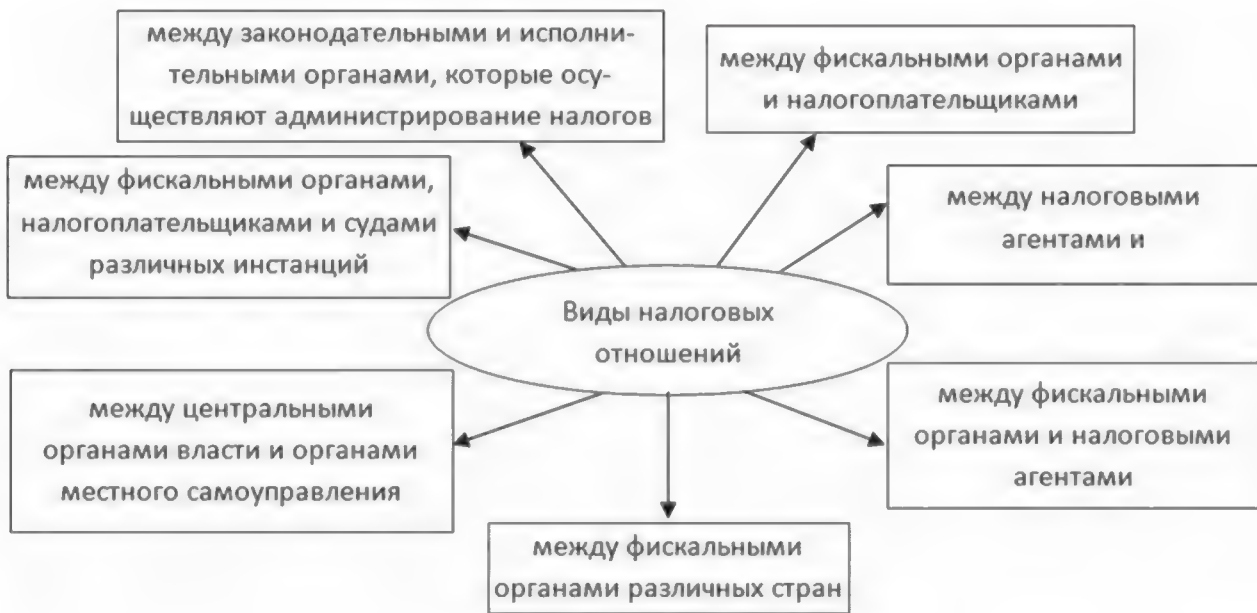 между законодательными и исполни-
тельными органами, которые осу-
ществляют администрирование налогов
между фискальными органами
и налогоплательщиками
между фискальными органами,
налогоплательщиками и судами
различных инстанций
между налоговыми
агентами и
Виды налоговых
отношений
между центральными
органами власти и органами
местного самоуправления
между фискальными
органами и налоговыми
агентами
между фискальными
органами различных стран